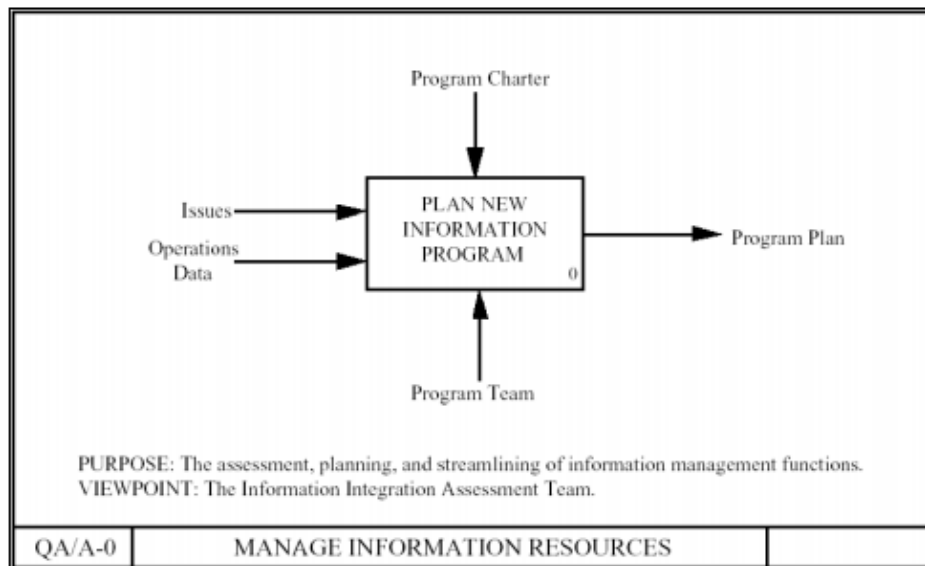 Program Charter
Issues
Operations
Data
PLAN NEW
INFORMATION
PROGRAM
0
Program Plan
Program Team
PURPOSE: The assessment, planning, and streamlining of information management functions.
VIEWPOINT: The Information Integration Assessment Team.
QA/A-0
MANAGE INFORMATION RESOURCES